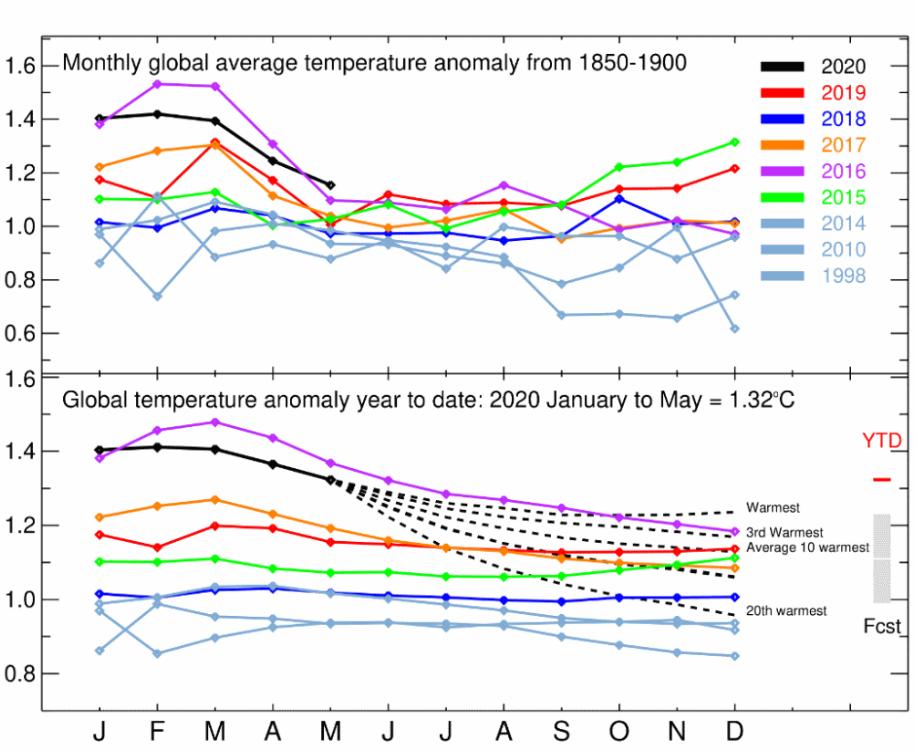 Monthly global average temperature anomaly from 1850-1900
1.6
1.4
1.2
1.0
0.8
0.6
2020
2019
2018
2017
2016
2015
2014
2010
1998
Global temperature anomaly year to date: 2020 January to May = 1.32°C
1.6
1.4
1.2
1.0
0.8
YTD
Warmest
3rd Warmest
Average 10 warmest
20th warmest
Fcst
J F M A M J J A S O N D